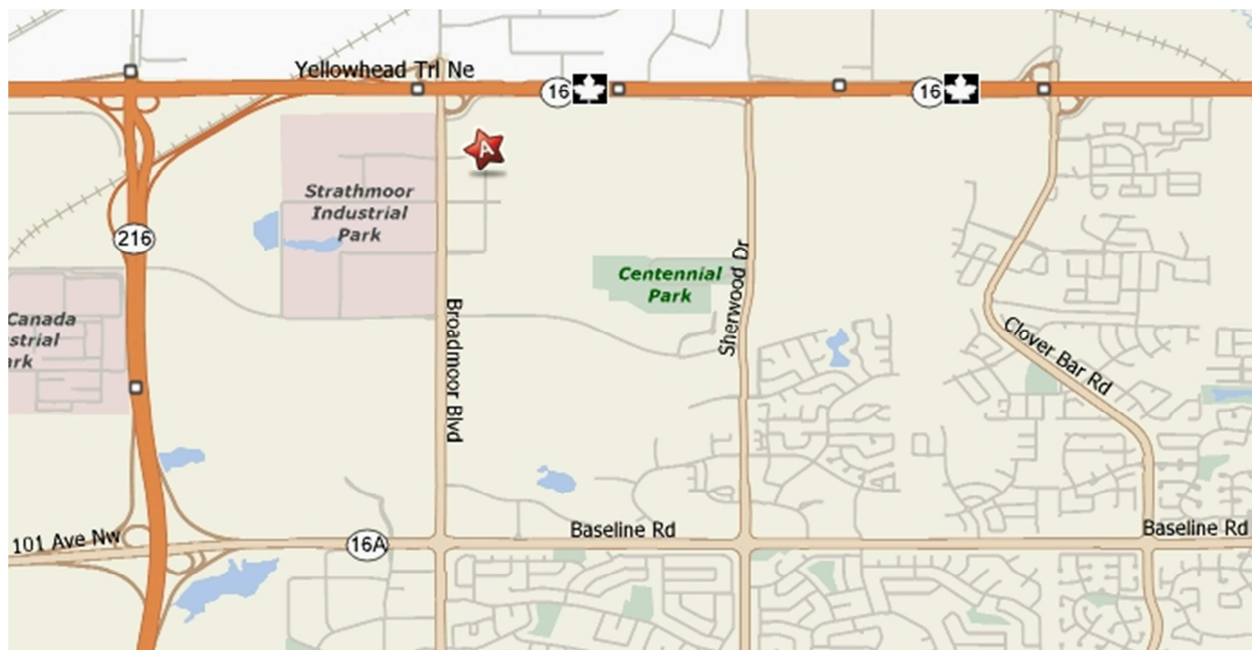 Yellowhead Trl Ne
16
16
A
Strathmoor
Industrial
Park
216
Centennial
Park
Sherwood Dr
Canada
strial
ark
Broadmoor Blvd
Clover Bar Rd
101 Ave Nw
16A
Baseline Rd
Baseline Rd